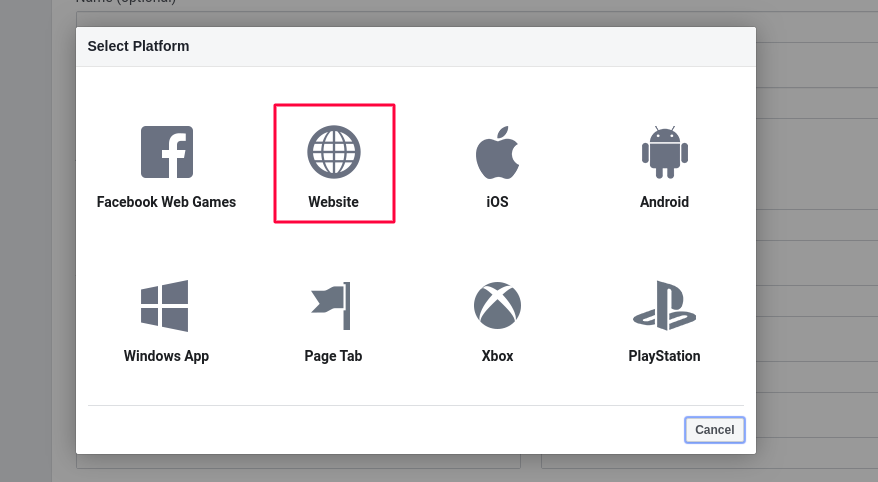 Name (optional)
Select Platform
Facebook Web Games
Website
iOS
Android
Windows App
Page Tab
Xbox
PlayStation
Cancel